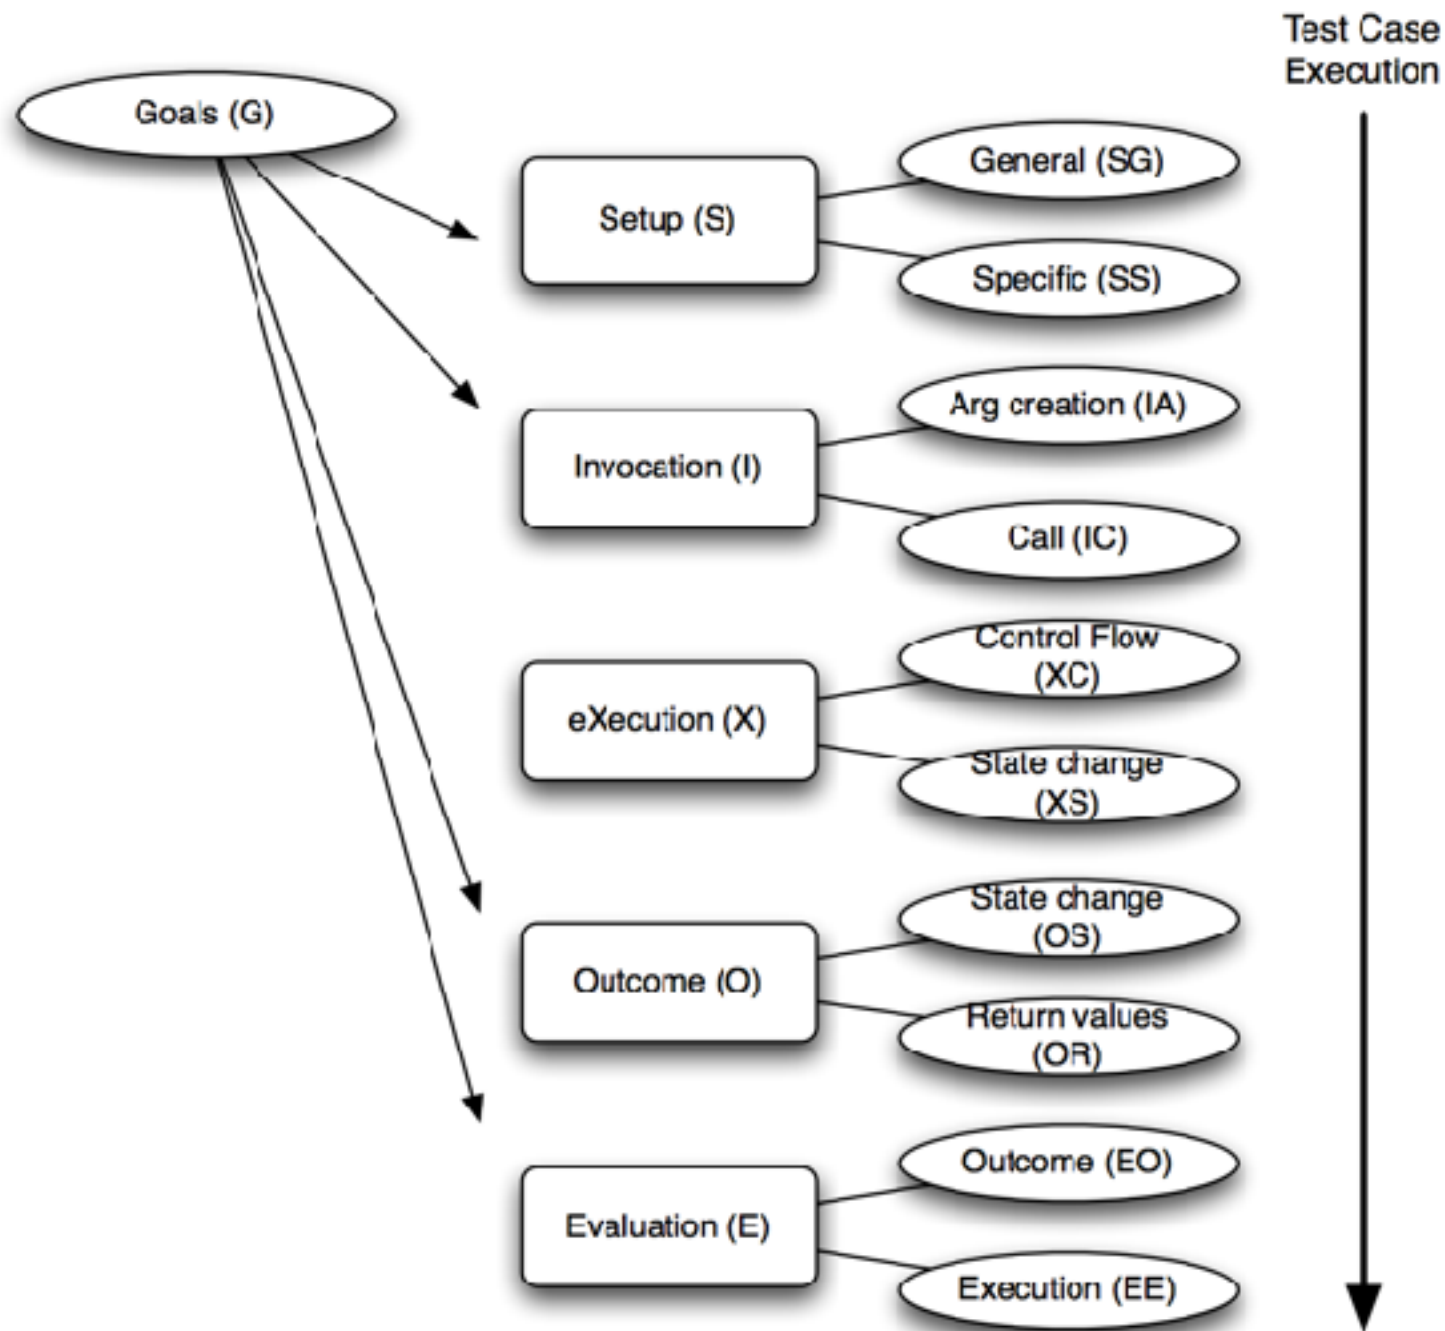 Test Case
Execution
Goals (G)
Setup (S)
General (SG)
Specific (SS)
Invocation (I)
Arg creation (IA)
Call (IC)
eXecution (X)
Control Flow
(XC)
State change
(XS)
Outcome (O)
State change
(OS)
Return values
(OR)
Evaluation (E)
Outcome (EO)
Execution (EE)